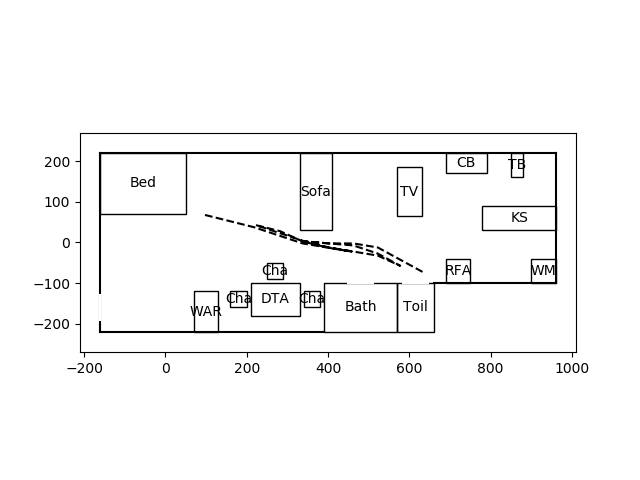 Bed
Sofa
TV
CB
TB
KS
Cha
RFA
WM
WAR
Cha
DTA
Cha
Bath
Toil
200
100
0
−100
−200
−200
0
200
400
600
800
1000